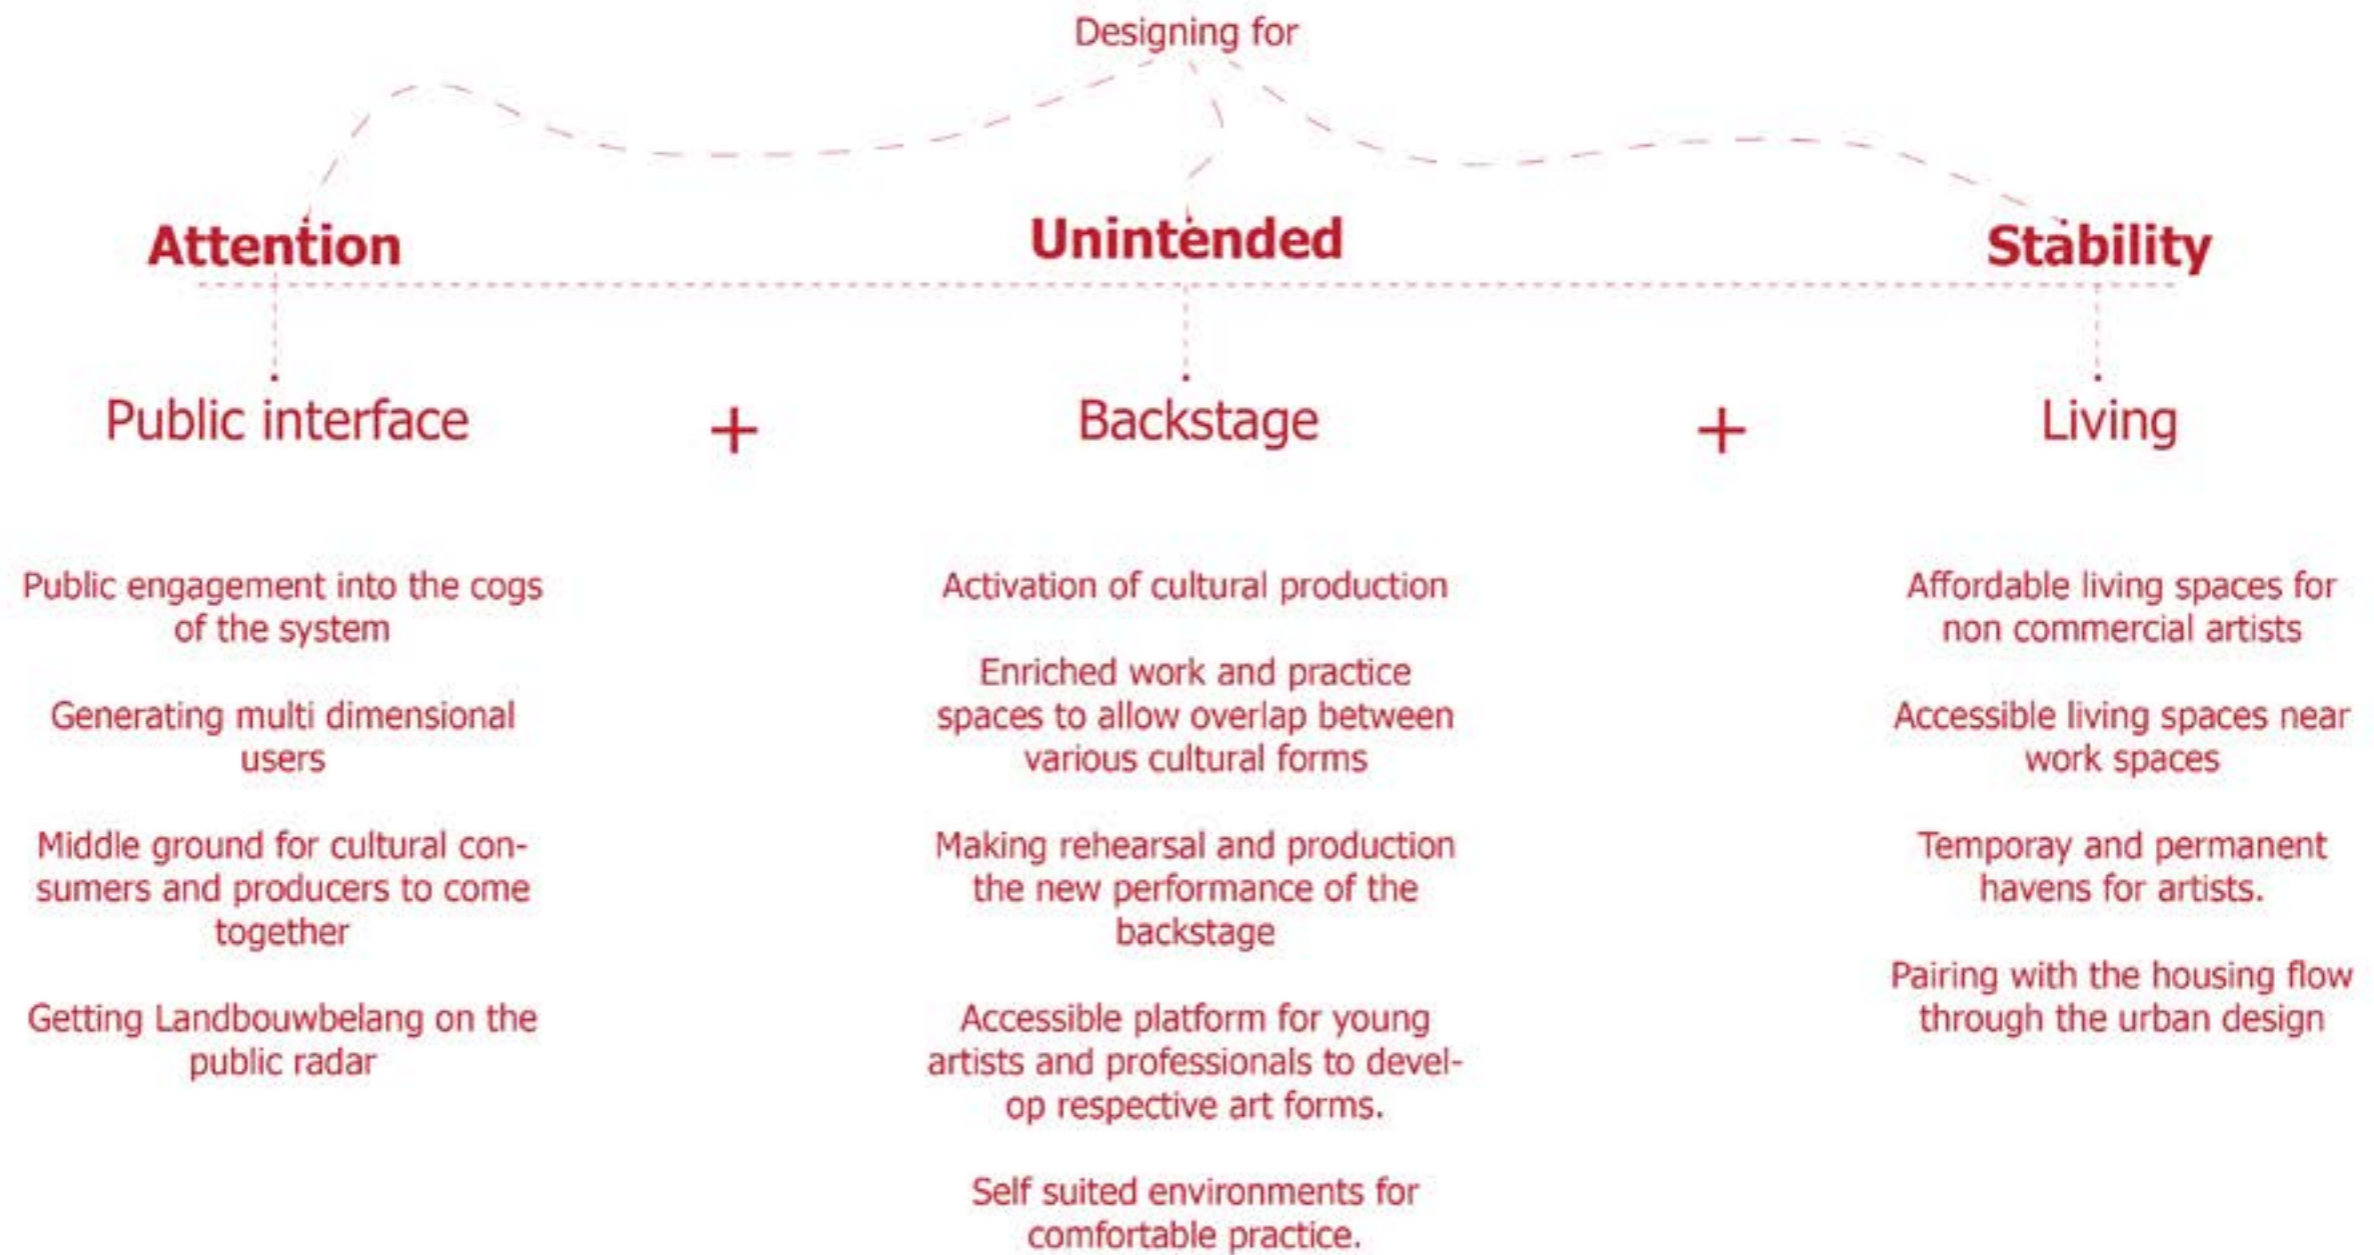 Designing for
Attention
Unintended
Stability
Public interface
+
Backstage
+
Living
Public engagement into the cogs
of the system
Generating multi dimensional
users
Middle ground for cultural con-
sumers and producers to come
together
Getting Landbouwbelang on the
public radar
Activation of cultural production
Enriched work and practice
spaces to allow overlap between
various cultural forms
Making rehearsal and production
the new performance of the
backstage
Accessible platform for young
artists and professionals to devel-
op respective art forms.
Self suited environments for
comfortable practice.
Affordable living spaces for
non commercial artists
Accessible living spaces near
work spaces
Temporay and permanent
havens for artists.
Pairing with the housing flow
through the urban design